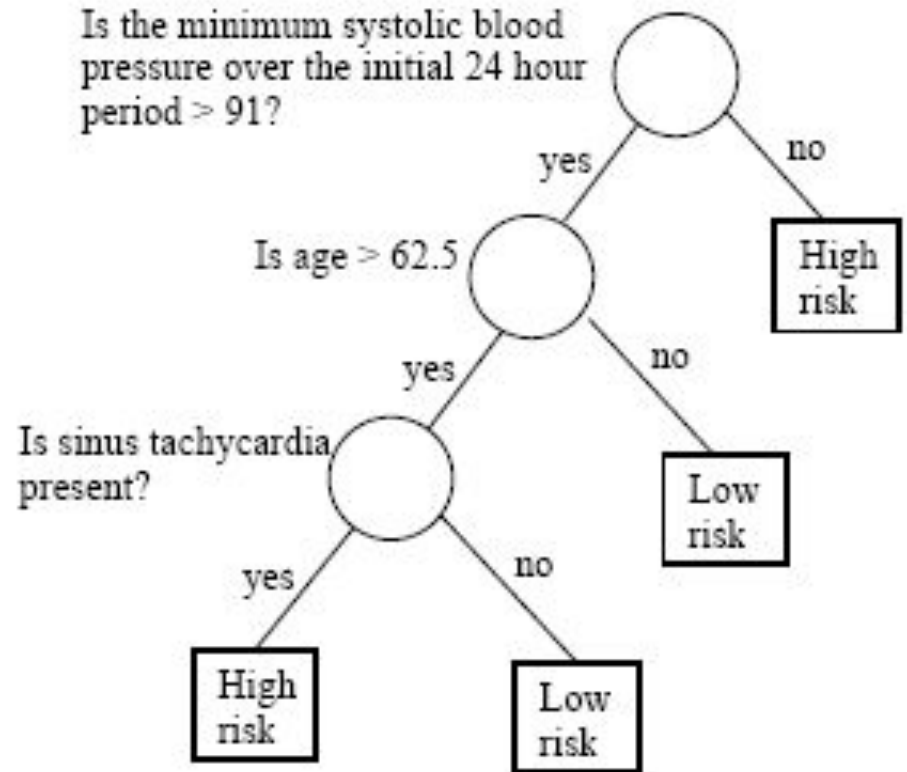 Is the minimum systolic blood
pressure over the initial 24 hour
period > 91?
yes
no
Is age > 62.5
High
risk
yes
no
Is sinus tachycardia
present?
Low
risk
yes
no
High
risk
Low
risk